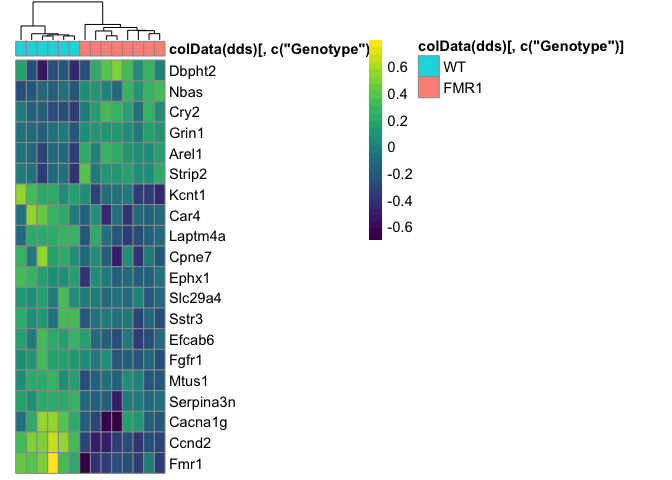 colData(dds)[, c("Genotype")
Dbpht2
Nbas
Cry2
Grin1
Arel1
Strip2
Kcnt1
Car4
Laptm4a
Cpne7
Ephx1
Slc29a4
Sstr3
Efcab6
Fgfr1
Mtus1
Serpina3n
Cacna1g
Ccnd2
Fmr1
0.6
0.4
0.2
0
-0.2
-0.4
-0.6
colData(dds)[, c("Genotype")]
WT
FMR1